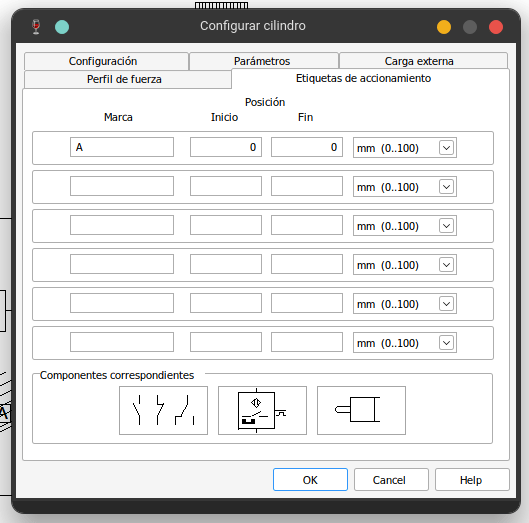 Configurar cilindro
Configuración Parámetros Carga externa
Perfil de fuerza Etiquetas de accionamiento
Posición
Marca Inicio Fin
A 0 0 mm (0..100)
mm (0..100)
mm (0..100)
mm (0..100)
mm (0..100)
mm (0..100)
Componentes correspondientes
A
OK Cancel Help